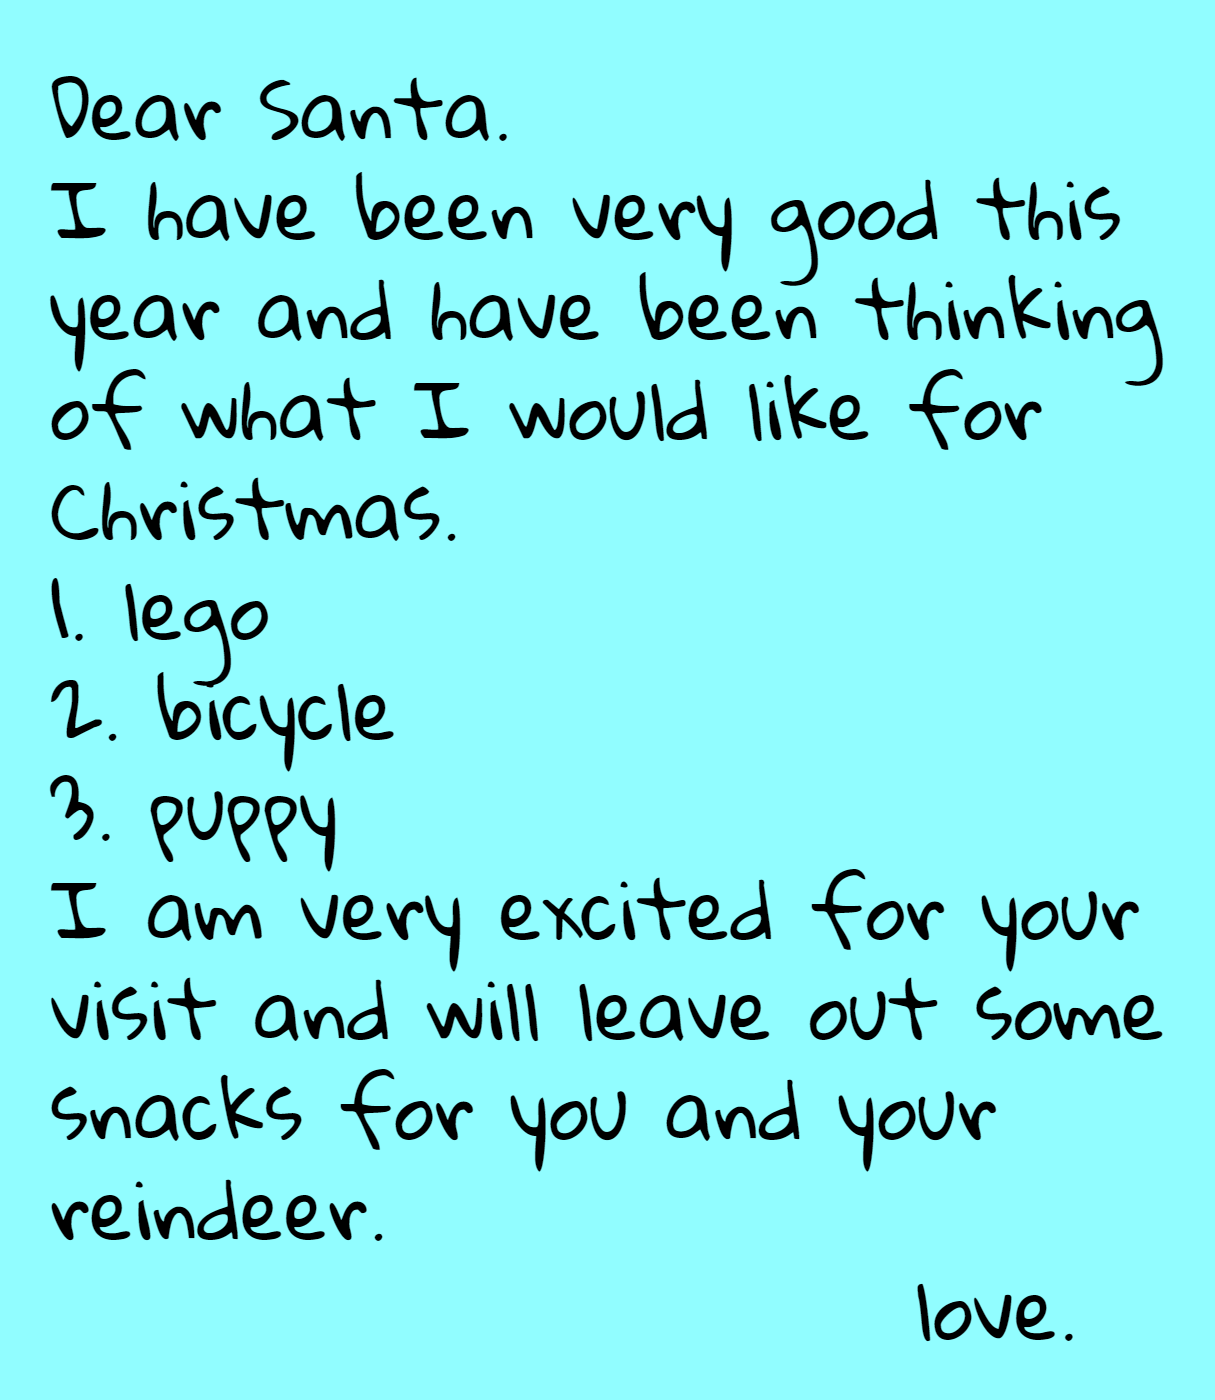 Dear Santa.
I have been very good this
year and have been thinking
of what I would like for
Christmas.
1. lego
2. bicycle
3. puppy
I am very excited for your
visit and will leave out some
snacks for you and your
reindeer.
love.